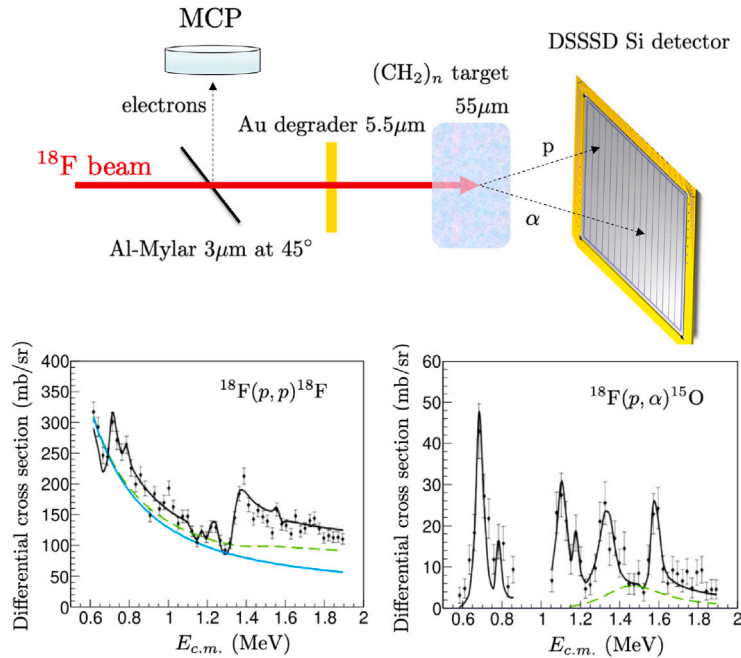 MCP
DSSSD Si detector
electrons
(CH₂)ₙ target
55μm
Au degrader 5.5μm
¹⁸F beam
p
α
Al-Mylar 3μm at 45°
Differential cross section (mb/sr)
400
350
300
250
200
150
100
50
0
¹⁸F(p,p)¹⁸F
0.6 0.8 1 1.2 1.4 1.6 1.8 2
E_c.m. (MeV)
Differential cross section (mb/sr)
60
50
40
30
20
10
0
¹⁸F(p,α)¹⁵O
0.6 0.8 1 1.2 1.4 1.6 1.8 2
E_c.m. (MeV)